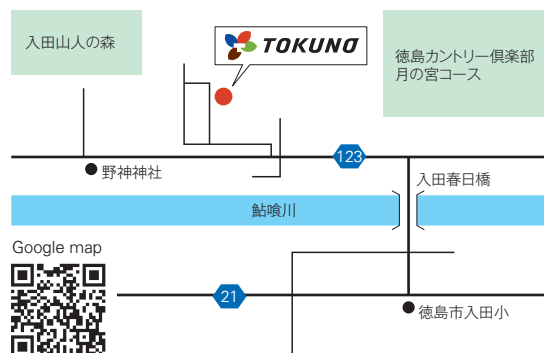 入田山人の森
TOKUNO
徳島カントリー倶楽部
月の宮コース
123
野神神社
入田春日橋
鮎喰川
Google map
21
徳島市入田小